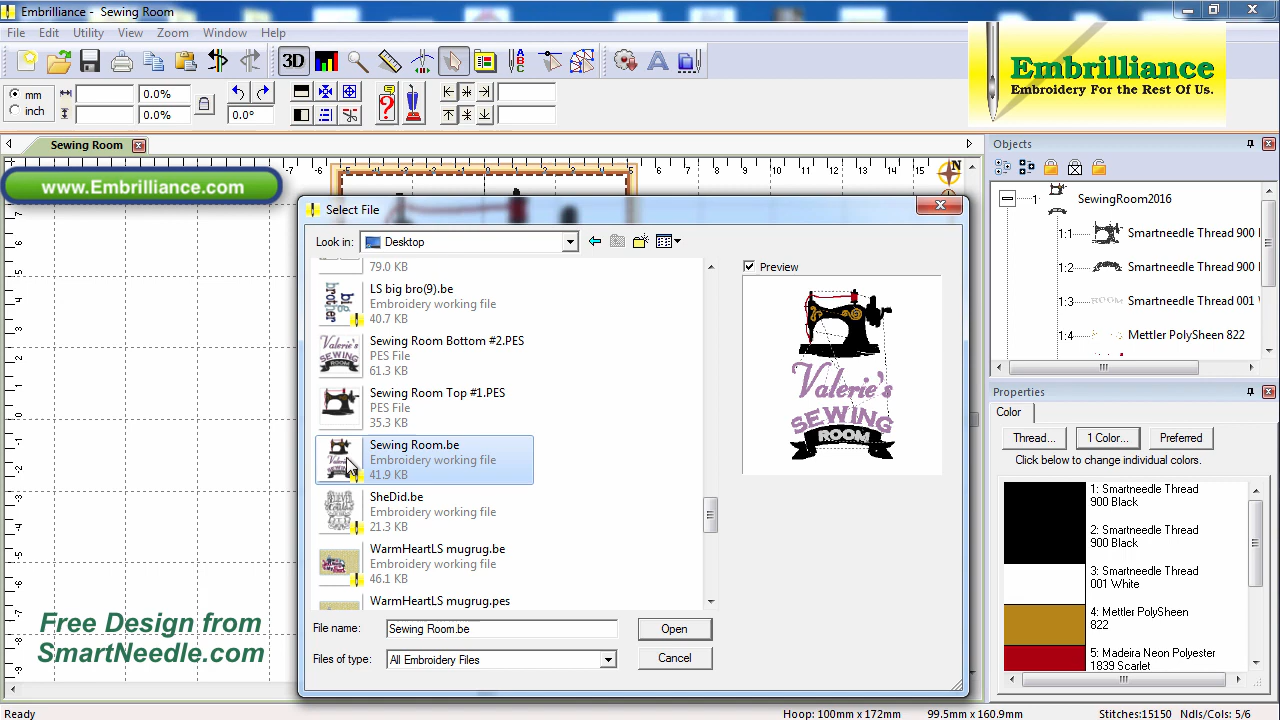 Embrilliance - Sewing Room
File Edit Utility View Zoom Window Help
3D
Embrilliance
Embroidery For the Rest Of Us.
mm
inch
0.0%
0.0%
0.0°
Sewing Room
www.Embrilliance.com
Objects
1 SewingRoom2016
1:1 Smartneedle Thread 900
1:2 Smartneedle Thread 900
1:3 Smartneedle Thread 001
1:4 Mettler PolySheen 822
Select File
Look in: Desktop
79.0 KB
LS big bro(9).be
Embroidery working file
40.7 KB
Sewing Room Bottom #2.PES
PES File
61.3 KB
Sewing Room Top #1.PES
PES File
35.3 KB
Sewing Room.be
Embroidery working file
41.9 KB
SheDid.be
Embroidery working file
21.3 KB
WarmHeartLS mugrug.be
Embroidery working file
46.1 KB
WarmHeartLS mugrug.pes
Preview
Valerie's
SEWING
ROOM
File name: Sewing Room.be Open
Files of type: All Embroidery Files Cancel
Properties
Color
Thread... 1 Color... Preferred
Click below to change individual colors.
1: Smartneedle Thread
900 Black
2: Smartneedle Thread
900 Black
3: Smartneedle Thread
001 White
4: Mettler PolySheen
822
5: Madeira Neon Polyester
1839 Scarlet
Free Design from
SmartNeedle.com
Ready Hoop: 100mm x 172mm 99.5mm x 160.9mm Stitches:15150 Ndls/Cols: 5/6